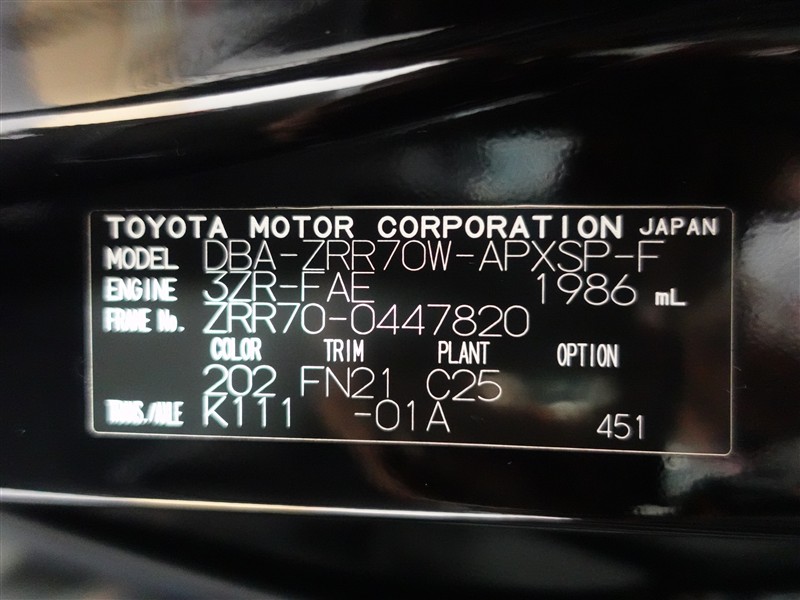 TOYOTA MOTOR CORPORATION JAPAN
MODEL DBA-ZRR70W-APXSP-F
ENGINE 3ZR-FAE 1986 mL
FRAME No. ZRR70-0447820
COLOR TRIM PLANT OPTION
202 FN21 C25
TRANS./AXLE K111 -01A 451